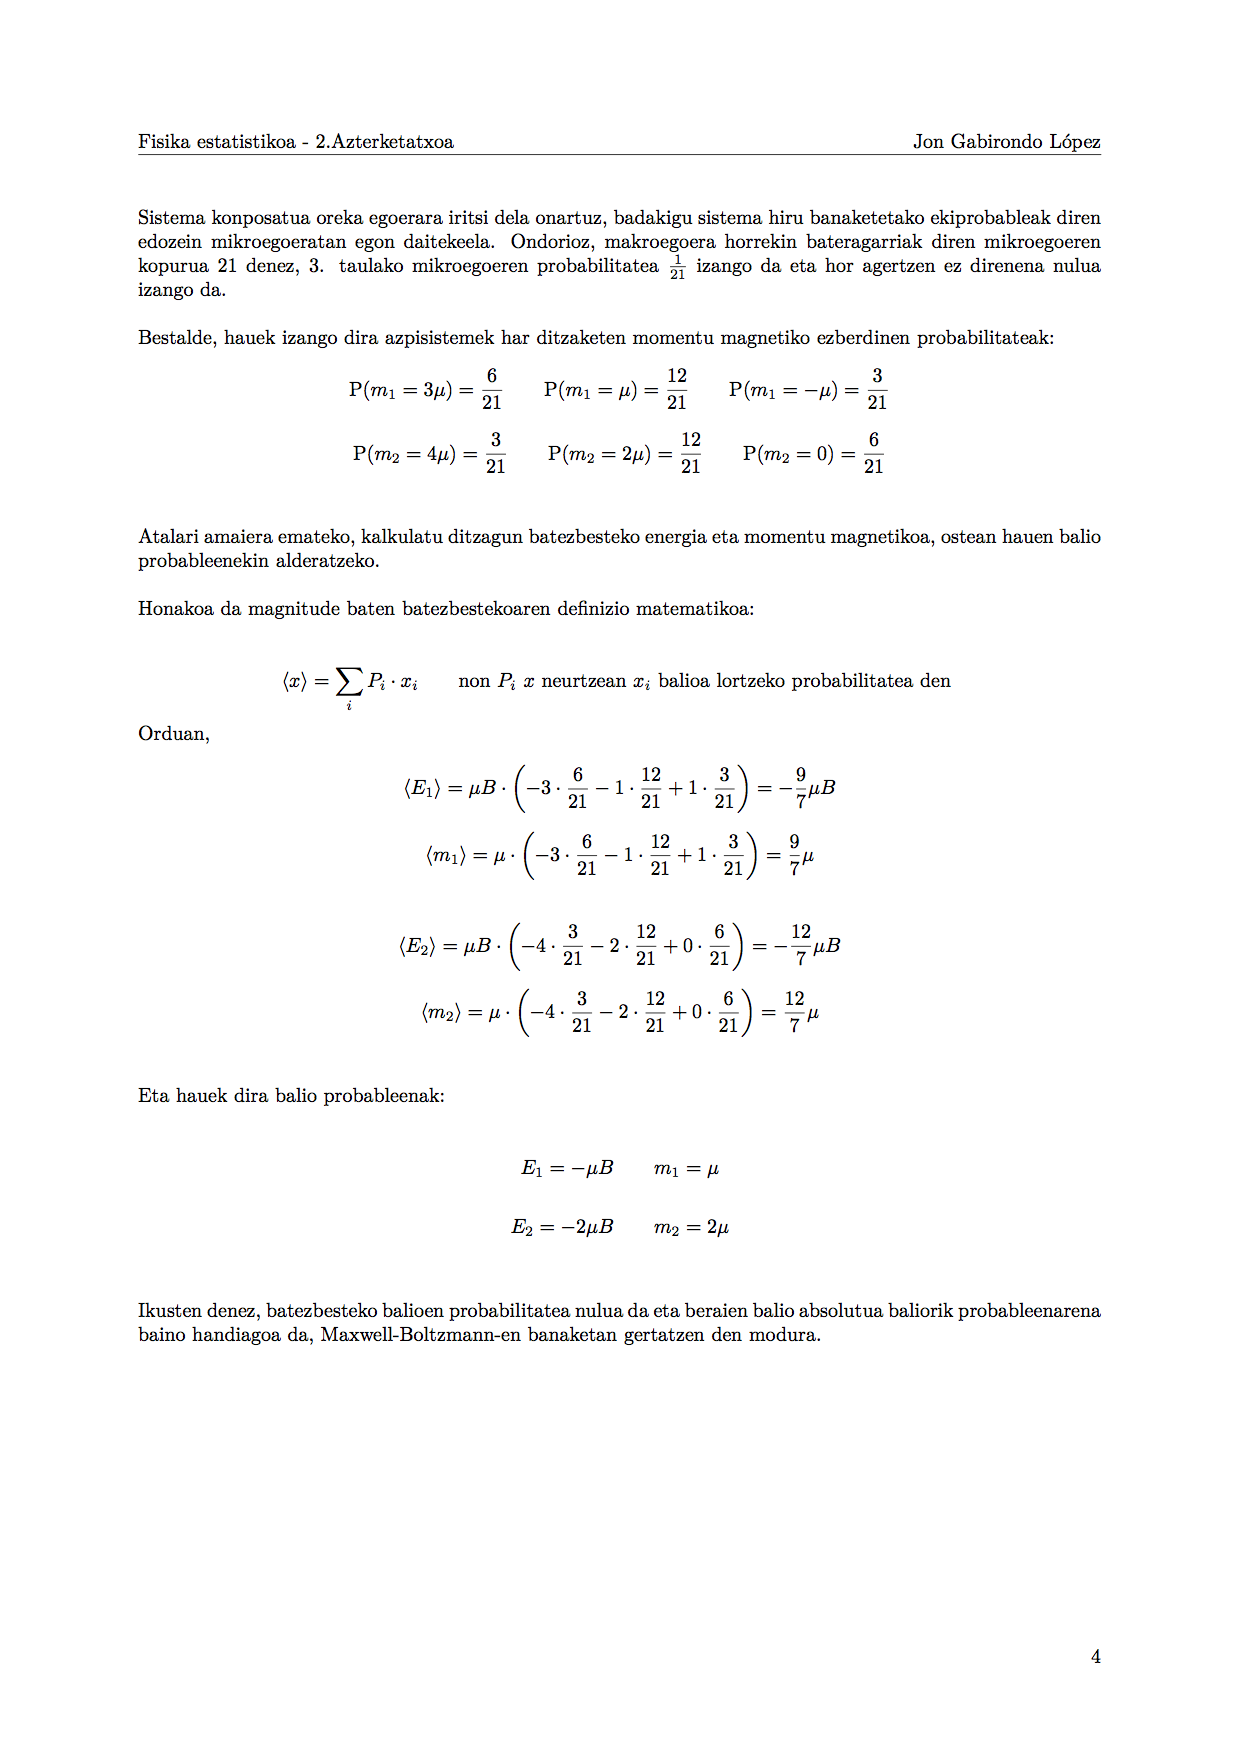 Fisika estatistikoa - 2.Azterketatxoa Jon Gabirondo López
Sistema konposatua oreka egoerara iritsi dela onartuz, badakigu sistema hiru banaketetako ekiprobableak diren
edozein mikroegoeratan egon daitekeela. Ondorioz, makroegoera horrekin bateragarriak diren mikroegoeren
kopurua 21 denez, 3. taulako mikroegoeren probabilitatea $\frac{1}{21}$ izango da eta hor agertzen ez direnena nulua
izango da.
Bestalde, hauek izango dira azpisistemek har ditzaketen momentu magnetiko ezberdinen probabilitateak:
$P(m_1 = 3\mu) = \frac{6}{21} \quad P(m_1 = \mu) = \frac{12}{21} \quad P(m_1 = -\mu) = \frac{3}{21}$
$P(m_2 = 4\mu) = \frac{3}{21} \quad P(m_2 = 2\mu) = \frac{12}{21} \quad P(m_2 = 0) = \frac{6}{21}$
Atalari amaiera emateko, kalkulatu ditzagun batezbesteko energia eta momentu magnetikoa, ostean hauen balio
probableenekin alderatzeko.
Honakoa da magnitude baten batezbestekoaren definizio matematikoa:
$\langle x \rangle = \sum_i P_i \cdot x_i$ non $P_i$ $x$ neurtzean $x_i$ balioa lortzeko probabilitatea den
Orduan,
$\langle E_1 \rangle = \mu B \cdot \left( -3 \cdot \frac{6}{21} - 1 \cdot \frac{12}{21} + 1 \cdot \frac{3}{21} \right) = -\frac{9}{7} \mu B$
$\langle m_1 \rangle = \mu \cdot \left( -3 \cdot \frac{6}{21} - 1 \cdot \frac{12}{21} + 1 \cdot \frac{3}{21} \right) = \frac{9}{7} \mu$
$\langle E_2 \rangle = \mu B \cdot \left( -4 \cdot \frac{3}{21} - 2 \cdot \frac{12}{21} + 0 \cdot \frac{6}{21} \right) = -\frac{12}{7} \mu B$
$\langle m_2 \rangle = \mu \cdot \left( -4 \cdot \frac{3}{21} - 2 \cdot \frac{12}{21} + 0 \cdot \frac{6}{21} \right) = \frac{12}{7} \mu$
Eta hauek dira balio probableenak:
$E_1 = -\mu B \quad m_1 = \mu$
$E_2 = -2\mu B \quad m_2 = 2\mu$
Ikusten denez, batezbesteko balioen probabilitatea nulua da eta beraien balio absolutua baliorik probableenarena
baino handiagoa da, Maxwell-Boltzmann-en banaketan gertatzen den modura.
4